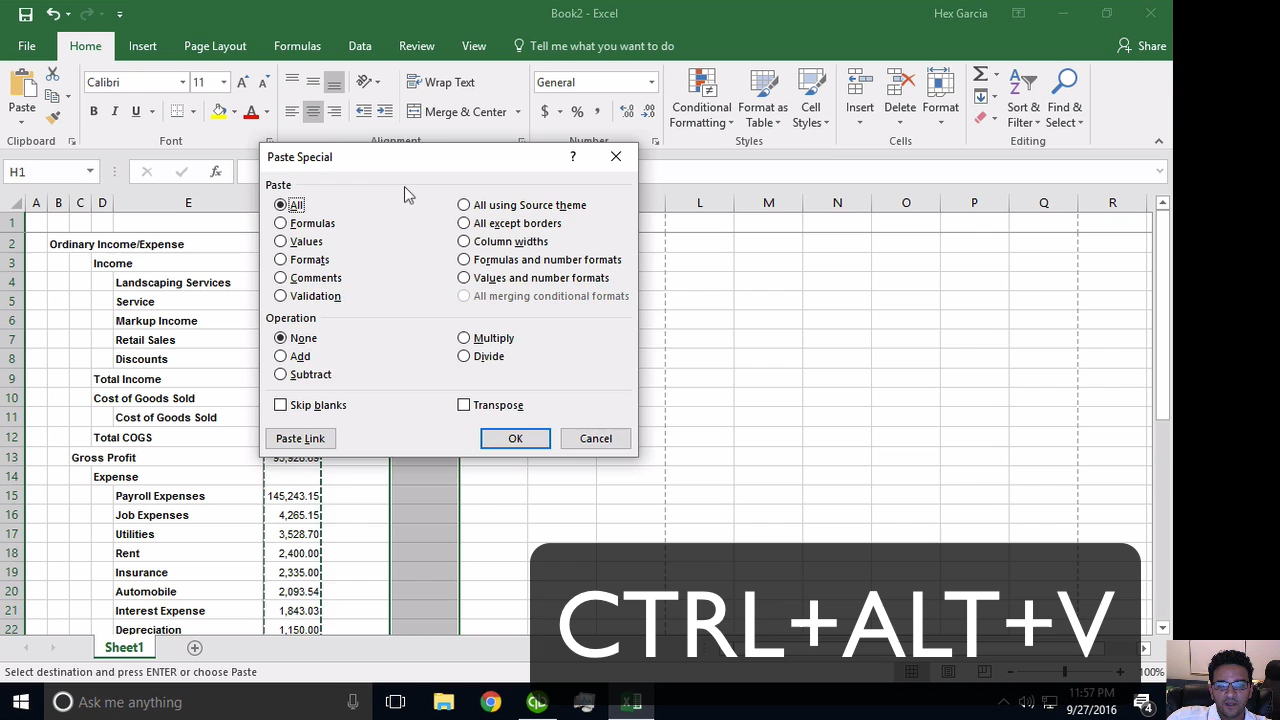 Book2 - Excel
Hex Garcia
File Home Insert Page Layout Formulas Data Review View Tell me what you want to do Share
Paste
Calibri 11
Wrap Text
General
Merge & Center
$ % ,
Conditional Formatting
Format as Table
Cell Styles
Insert Delete Format
Sort & Filter
Find & Select
Clipboard Font Alignment Number Styles Cells Editing
H1
fx
A B C D E L M N O P Q R
1
2 Ordinary Income/Expense
3 Income
4 Landscaping Services
5 Service
6 Markup Income
7 Retail Sales
8 Discounts
9 Total Income
10 Cost of Goods Sold
11 Cost of Goods Sold
12 Total COGS
13 Gross Profit
14 Expense
15 Payroll Expenses 145,243.15
16 Job Expenses 4,265.15
17 Utilities 3,528.70
18 Rent 2,400.00
19 Insurance 2,335.00
20 Automobile 2,093.54
21 Interest Expense 1,843.03
22 Depreciation 1,150.00
Paste Special ?
Paste
All
All using Source theme
Formulas
All except borders
Values
Column widths
Formats
Formulas and number formats
Comments
Values and number formats
Validation
All merging conditional formats
Operation
None
Multiply
Add
Divide
Subtract
Skip blanks
Transpose
Paste Link
OK
Cancel
CTRL+ALT+V
Sheet1
Select destination and press ENTER or choose Paste
100%
Ask me anything
11:57 PM
9/27/2016
4